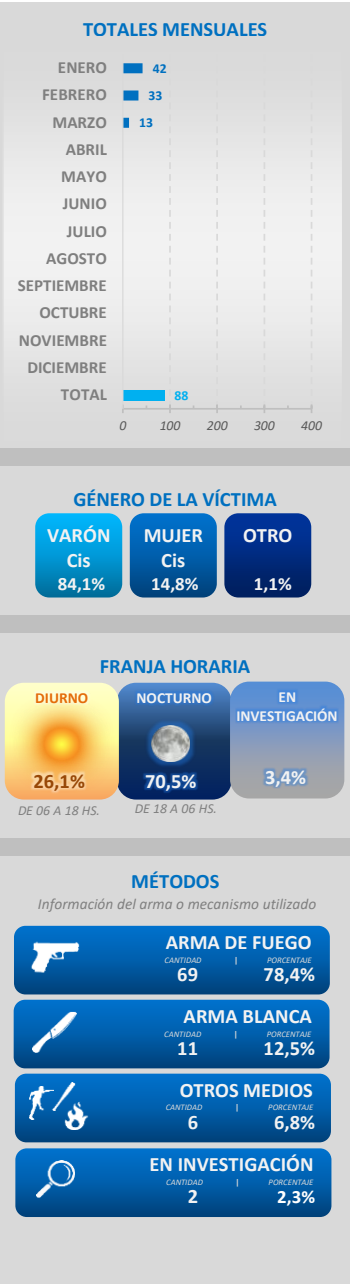 TOTALES MENSUALES
ENERO 42
FEBRERO 33
MARZO 13
ABRIL
MAYO
JUNIO
JULIO
AGOSTO
SEPTIEMBRE
OCTUBRE
NOVIEMBRE
DICIEMBRE
TOTAL 88
0 100 200 300 400
GÉNERO DE LA VÍCTIMA
VARÓN MUJER OTRO
Cis Cis
84,1% 14,8% 1,1%
FRANJA HORARIA
DIURNO NOCTURNO EN
INVESTIGACIÓN
26,1% 70,5% 3,4%
DE 06 A 18 HS. DE 18 A 06 HS.
MÉTODOS
Información del arma o mecanismo utilizado
ARMA DE FUEGO
CANTIDAD | PORCENTAJE
69 78,4%
ARMA BLANCA
CANTIDAD | PORCENTAJE
11 12,5%
OTROS MEDIOS
CANTIDAD | PORCENTAJE
6 6,8%
EN INVESTIGACIÓN
CANTIDAD | PORCENTAJE
2 2,3%